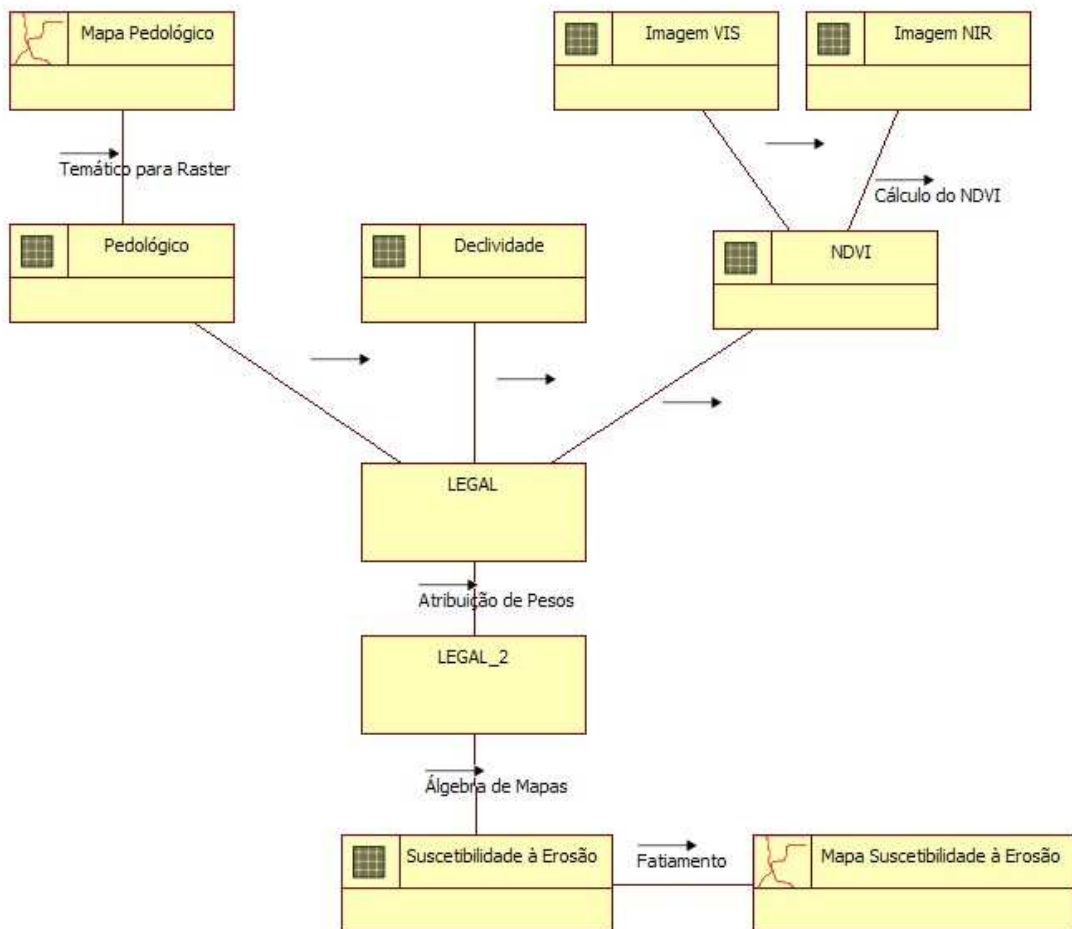 Mapa Pedológico
Imagem VIS
Imagem NIR
Temático para Raster
Cálculo do NDVI
Pedológico
Declividade
NDVI
LEGAL
Atribuição de Pesos
LEGAL_2
Álgebra de Mapas
Suscetibilidade à Erosão
Fatiamento
Mapa Suscetibilidade à Erosão